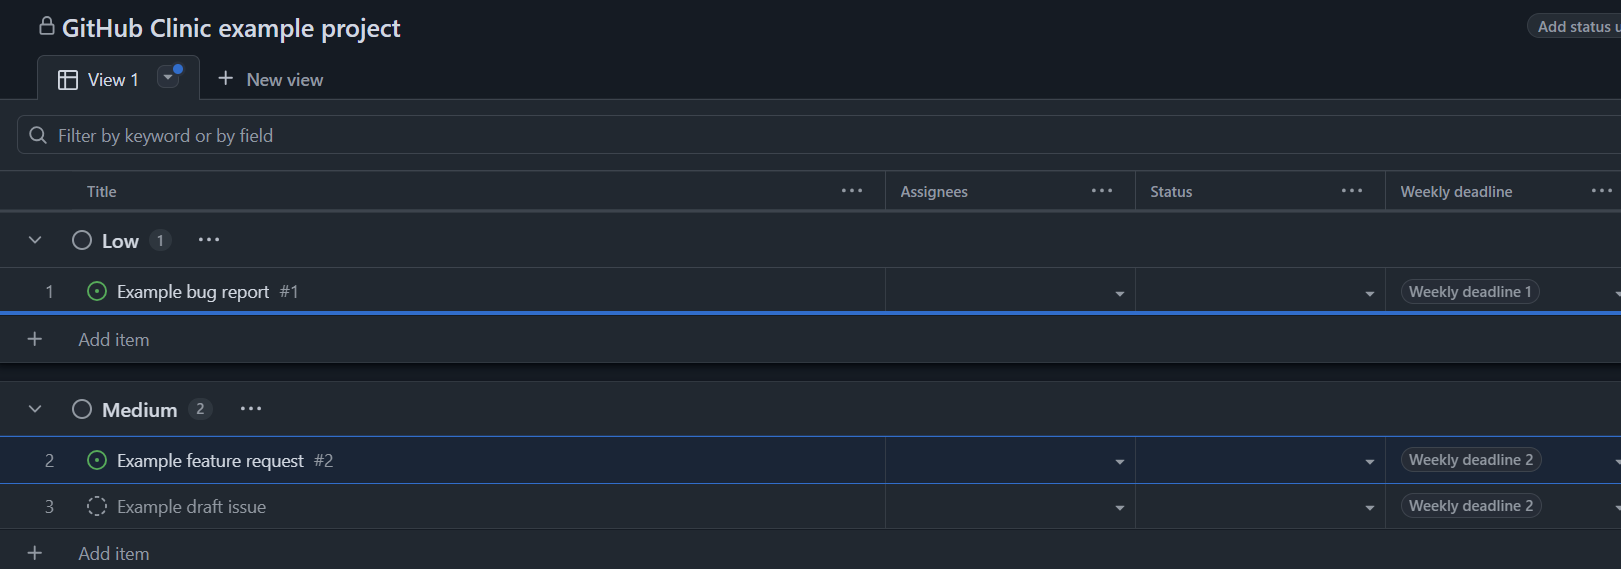 GitHub Clinic example project
Add status u
View 1
New view
Filter by keyword or by field
Title Assignees Status Weekly deadline
Low 1
1 Example bug report #1 Weekly deadline 1
Add item
Medium 2
2 Example feature request #2 Weekly deadline 2
3 Example draft issue Weekly deadline 2
Add item